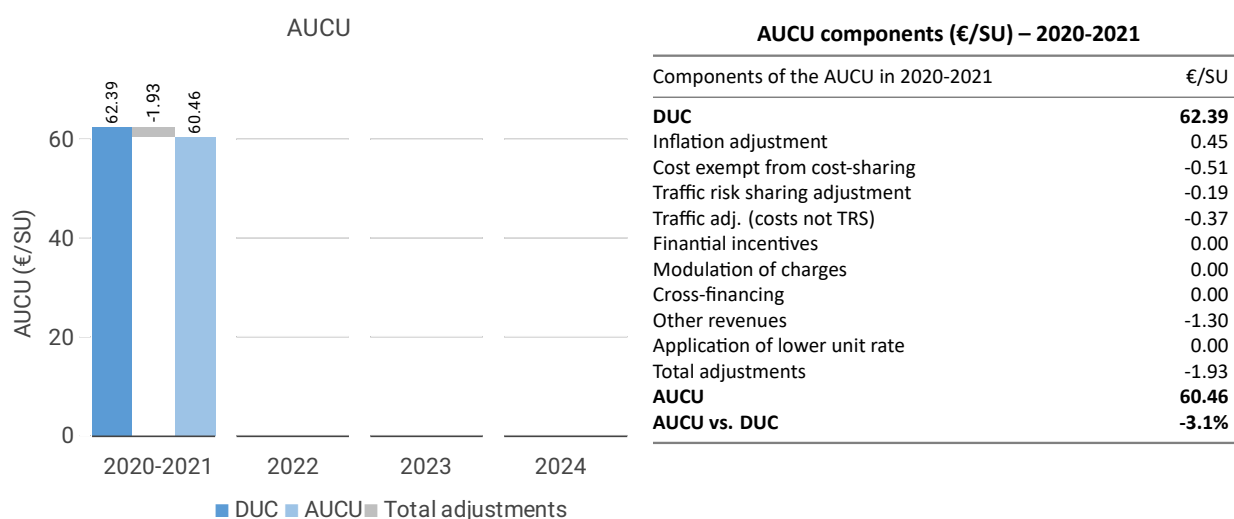 AUCU
62.39
-1.93
60.46
60
40
20
0
AUCU (€/SU)
2020-2021 2022 2023 2024
DUC AUCU Total adjustments
AUCU components (€/SU) – 2020-2021
Components of the AUCU in 2020-2021 €/SU
DUC 62.39
Inflation adjustment 0.45
Cost exempt from cost-sharing -0.51
Traffic risk sharing adjustment -0.19
Traffic adj. (costs not TRS) -0.37
Finantial incentives 0.00
Modulation of charges 0.00
Cross-financing 0.00
Other revenues -1.30
Application of lower unit rate 0.00
Total adjustments -1.93
AUCU 60.46
AUCU vs. DUC -3.1%